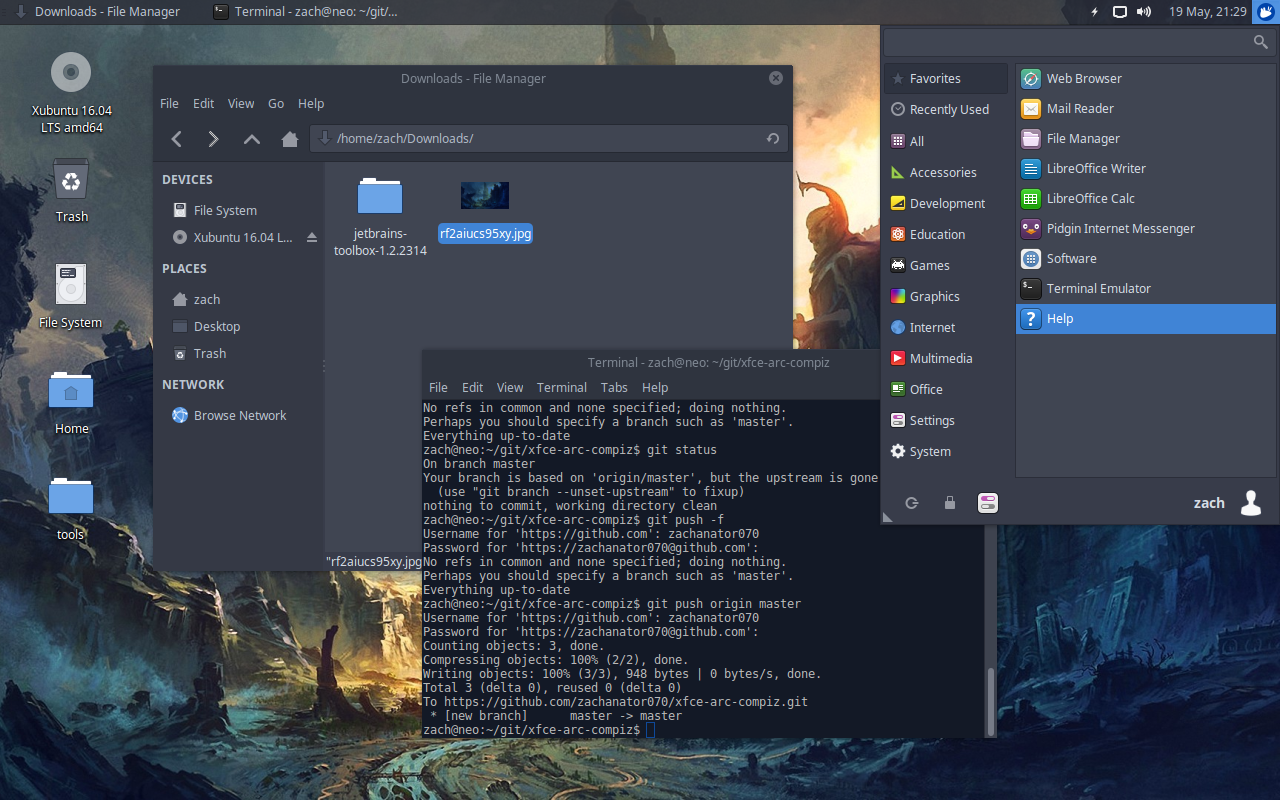 Downloads - File Manager
Terminal - zach@neo: ~/git/...
19 May, 21:29
Xubuntu 16.04
LTS amd64
Trash
File System
Home
tools
Downloads - File Manager
File Edit View Go Help
/home/zach/Downloads/
DEVICES
File System
Xubuntu 16.04 L...
PLACES
zach
Desktop
Trash
NETWORK
Browse Network
jetbrains-
toolbox-1.2.2314
rf2aiucs95xy.jpg
"rf2aiucs95xy.jpg
Terminal - zach@neo: ~/git/xfce-arc-compiz
File Edit View Terminal Tabs Help
No refs in common and none specified; doing nothing.
Perhaps you should specify a branch such as 'master'.
Everything up-to-date
zach@neo:~/git/xfce-arc-compiz$ git status
On branch master
Your branch is based on 'origin/master', but the upstream is gone
(use "git branch --unset-upstream" to fixup)
nothing to commit, working directory clean
zach@neo:~/git/xfce-arc-compiz$ git push -f
Username for 'https://github.com': zachanator070
Password for 'https://zachanator070@github.com':
No refs in common and none specified; doing nothing.
Perhaps you should specify a branch such as 'master'.
Everything up-to-date
zach@neo:~/git/xfce-arc-compiz$ git push origin master
Username for 'https://github.com': zachanator070
Password for 'https://zachanator070@github.com':
Counting objects: 3, done.
Compressing objects: 100% (2/2), done.
Writing objects: 100% (3/3), 948 bytes | 0 bytes/s, done.
Total 3 (delta 0), reused 0 (delta 0)
To https://github.com/zachanator070/xfce-arc-compiz.git
* [new branch]      master -> master
zach@neo:~/git/xfce-arc-compiz$
Favorites
Recently Used
All
Accessories
Development
Education
Games
Graphics
Internet
Multimedia
Office
Settings
System
Web Browser
Mail Reader
File Manager
LibreOffice Writer
LibreOffice Calc
Pidgin Internet Messenger
Software
Terminal Emulator
Help
zach